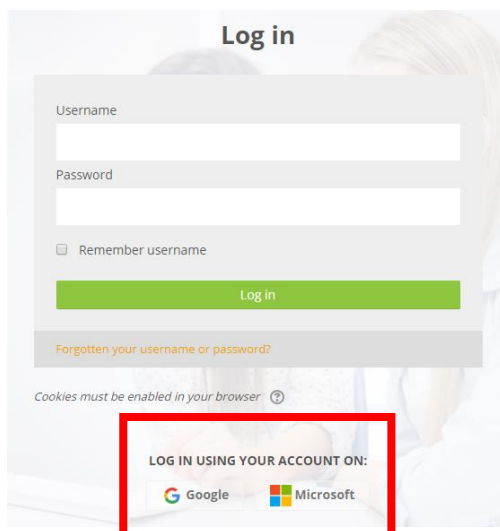 Log in
Username
Password
Remember username
Log in
Forgotten your username or password?
Cookies must be enabled in your browser ?
LOG IN USING YOUR ACCOUNT ON:
Google Microsoft